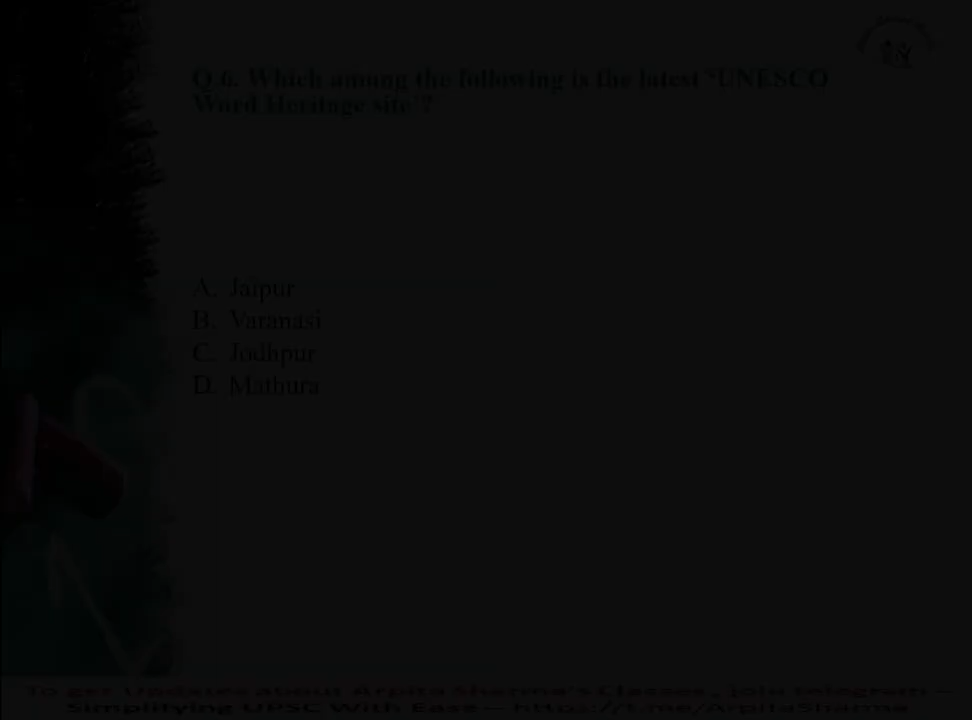 Q.6. Which among the following is the latest 'UNESCO
Word Heritage site'?
A. Jaipur
B. Varanasi
C. Jodhpur
D. Mathura
To get Updates about Arpita Sharma's Classes, join telegram –
Simplifying UPSC With Ease – https://t.me/ArpitaSharma